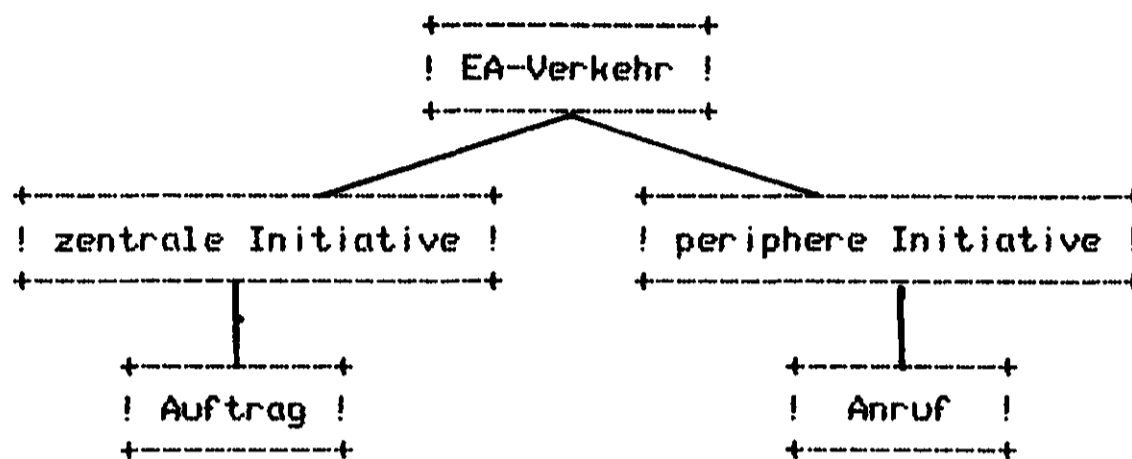 EA-Verkehr
zentrale Initiative
periphere Initiative
Auftrag
Anruf